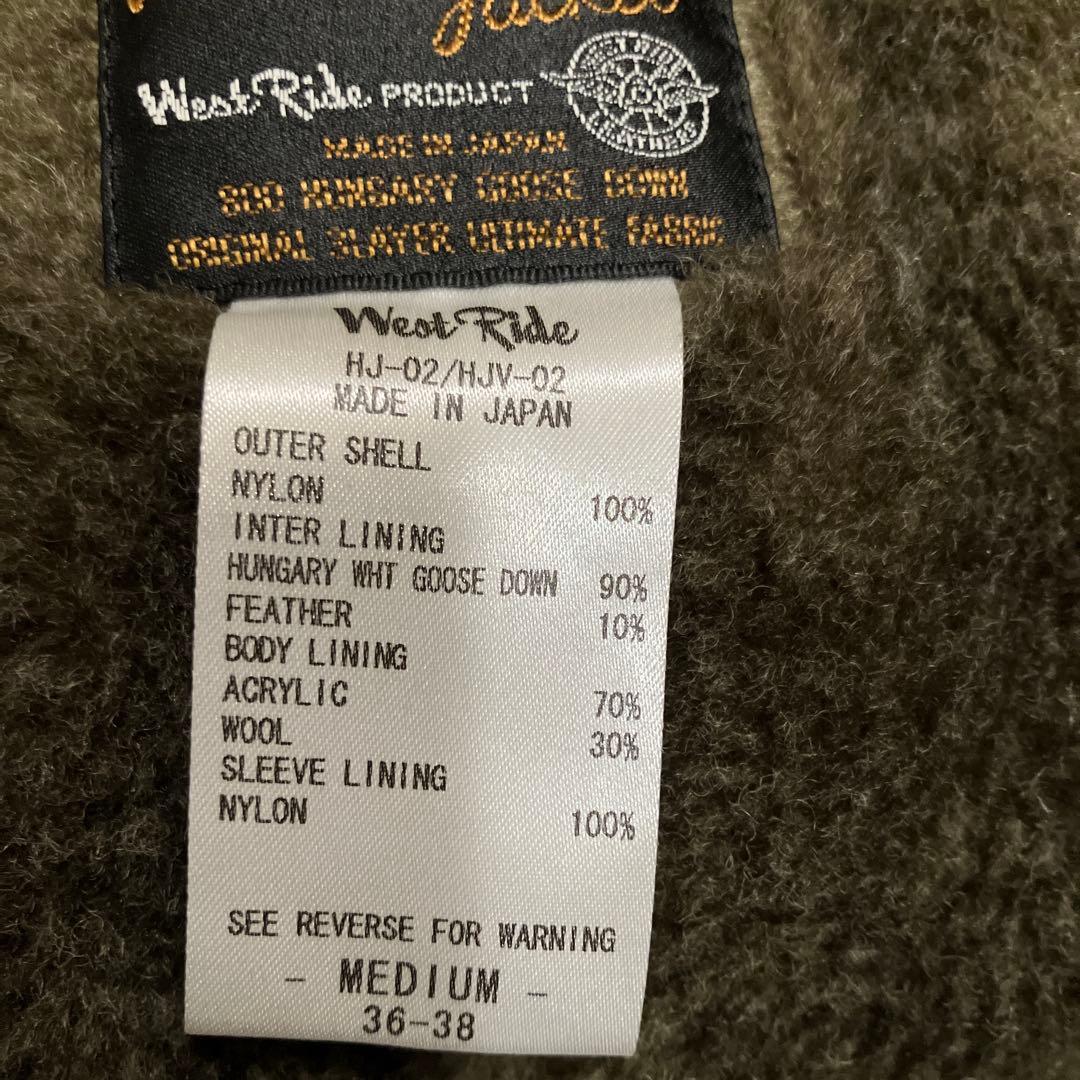 Jacket
West Ride PRODUCT
MADE IN JAPAN
800 HUNGARY GOOSE DOWN
ORIGINAL SLAYER ULTIMATE FABRIC
West Ride
HJ-02/HJV-02
MADE IN JAPAN
OUTER SHELL
NYLON 100%
INTER LINING
HUNGARY WHT GOOSE DOWN 90%
FEATHER 10%
BODY LINING
ACRYLIC 70%
WOOL 30%
SLEEVE LINING
NYLON 100%
SEE REVERSE FOR WARNING
- MEDIUM -
36-38